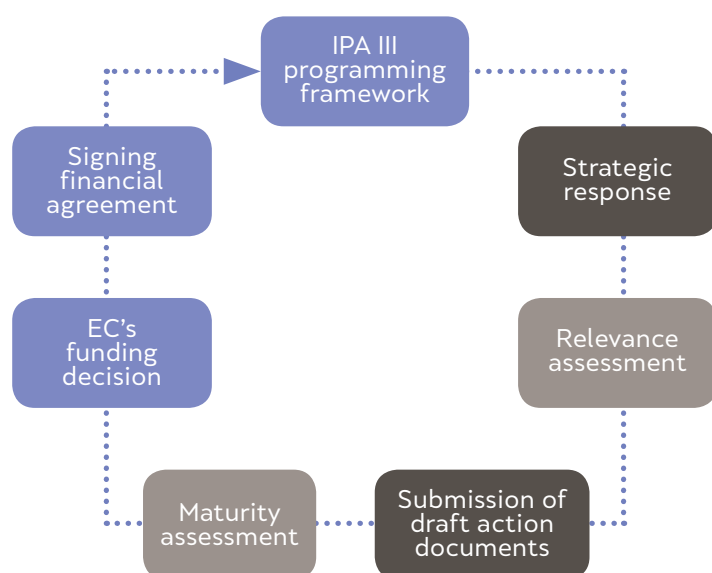 IPA III
programming
framework
Signing
financial
agreement
Strategic
response
EC’s
funding
decision
Relevance
assessment
Maturity
assessment
Submission of
draft action
documents